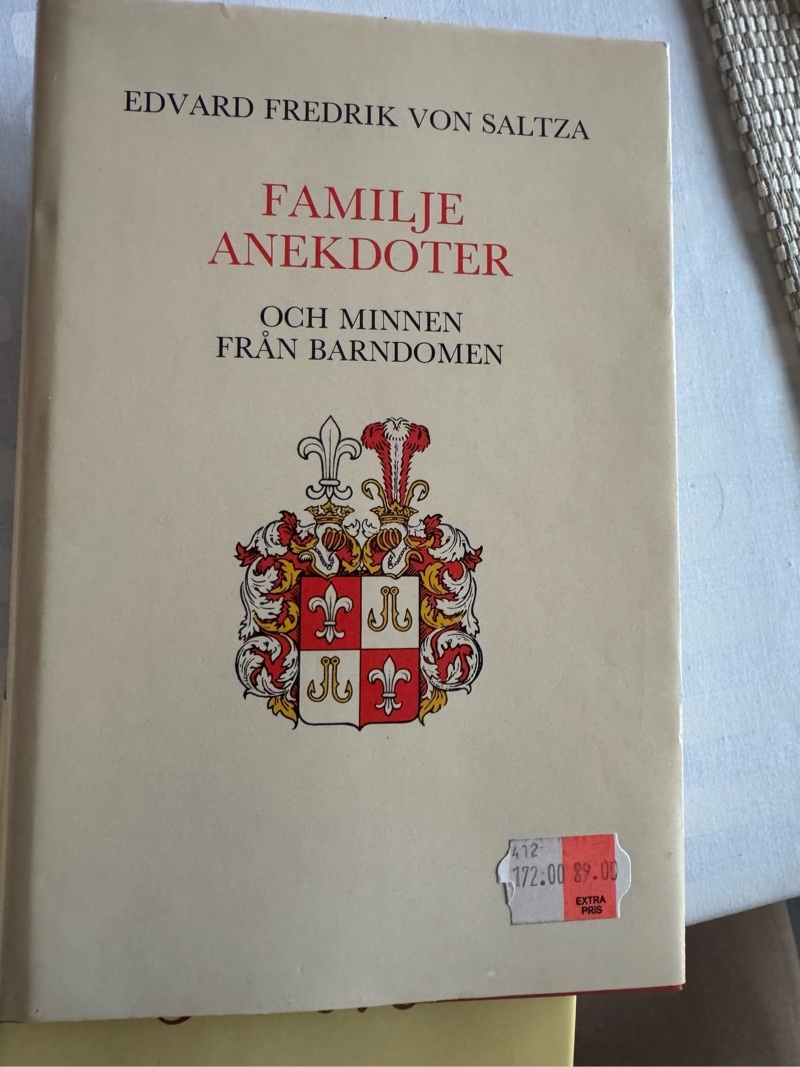 EDVARD FREDRIK VON SALTZA
FAMILJE
ANEKDOTER
OCH MINNEN
FRÅN BARNDOMEN
412
172.00 89.00
EXTRA
PRIS